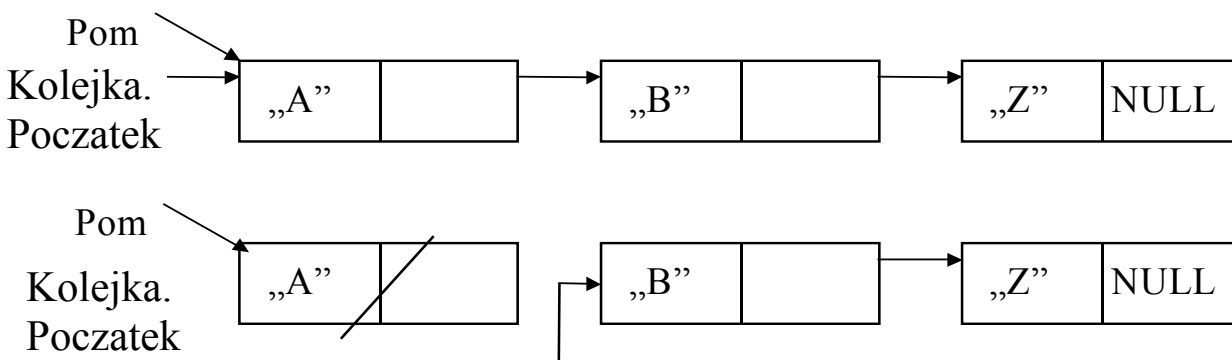 Pom
Kolejka.
Poczatek
„A”
„B”
„Z”
NULL
Pom
Kolejka.
Poczatek
„A”
„B”
„Z”
NULL